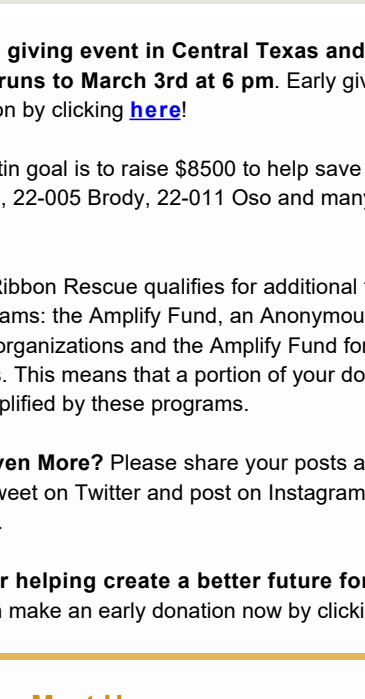 giving event in Central Texas and
runs to March 3rd at 6 pm. Early giv
on by clicking here!
tin goal is to raise $8500 to help save
, 22-005 Brody, 22-011 Oso and many
Ribbon Rescue qualifies for additional
ams: the Amplify Fund, an Anonymou
organizations and the Amplify Fund for
s. This means that a portion of your do
plified by these programs.
ven More? Please share your posts a
weet on Twitter and post on Instagram
.
r helping create a better future for
make an early donation now by clicki